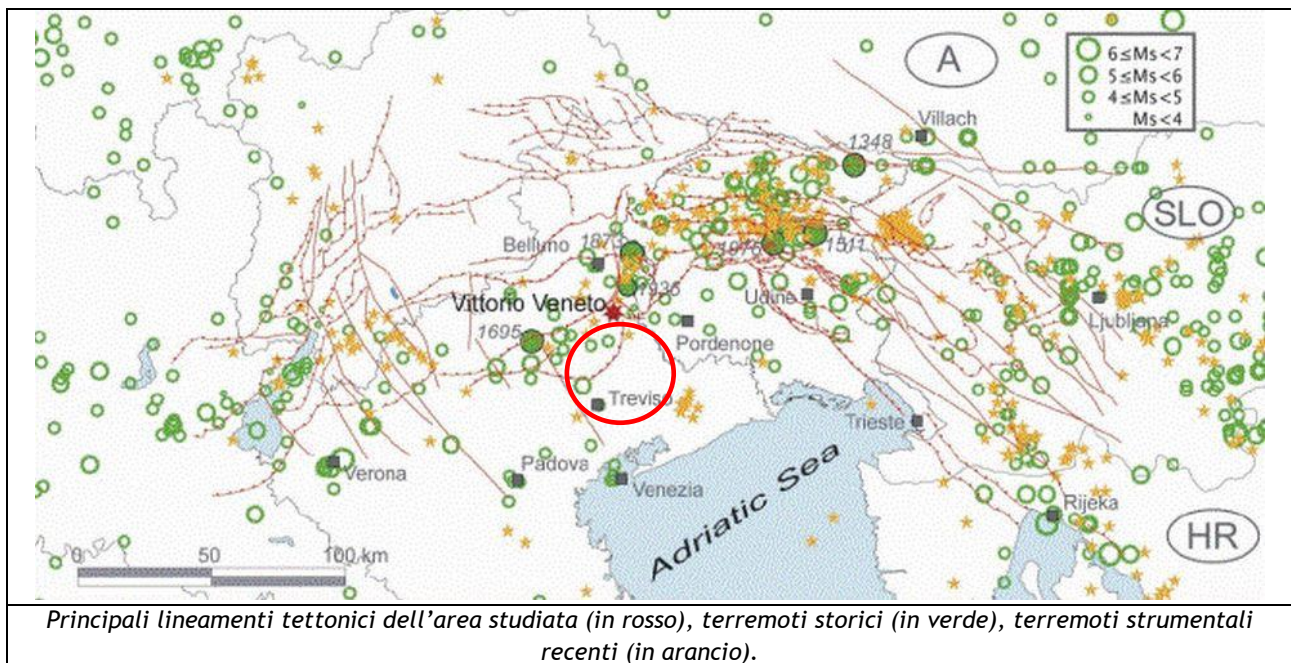 A
6≤Ms<7
5≤Ms<6
4≤Ms<5
Ms<4
Villach
1348
SLO
Belluno
1873
1976
1511
1936
Vittorio Veneto
Udine
Ljubljana
1695
Pordenone
Treviso
Trieste
Verona
Padova
Venezia
Adriatic Sea
Rijeka
HR
0 50 100 km
Principali lineamenti tettonici dell’area studiata (in rosso), terremoti storici (in verde), terremoti strumentali
recenti (in arancio).